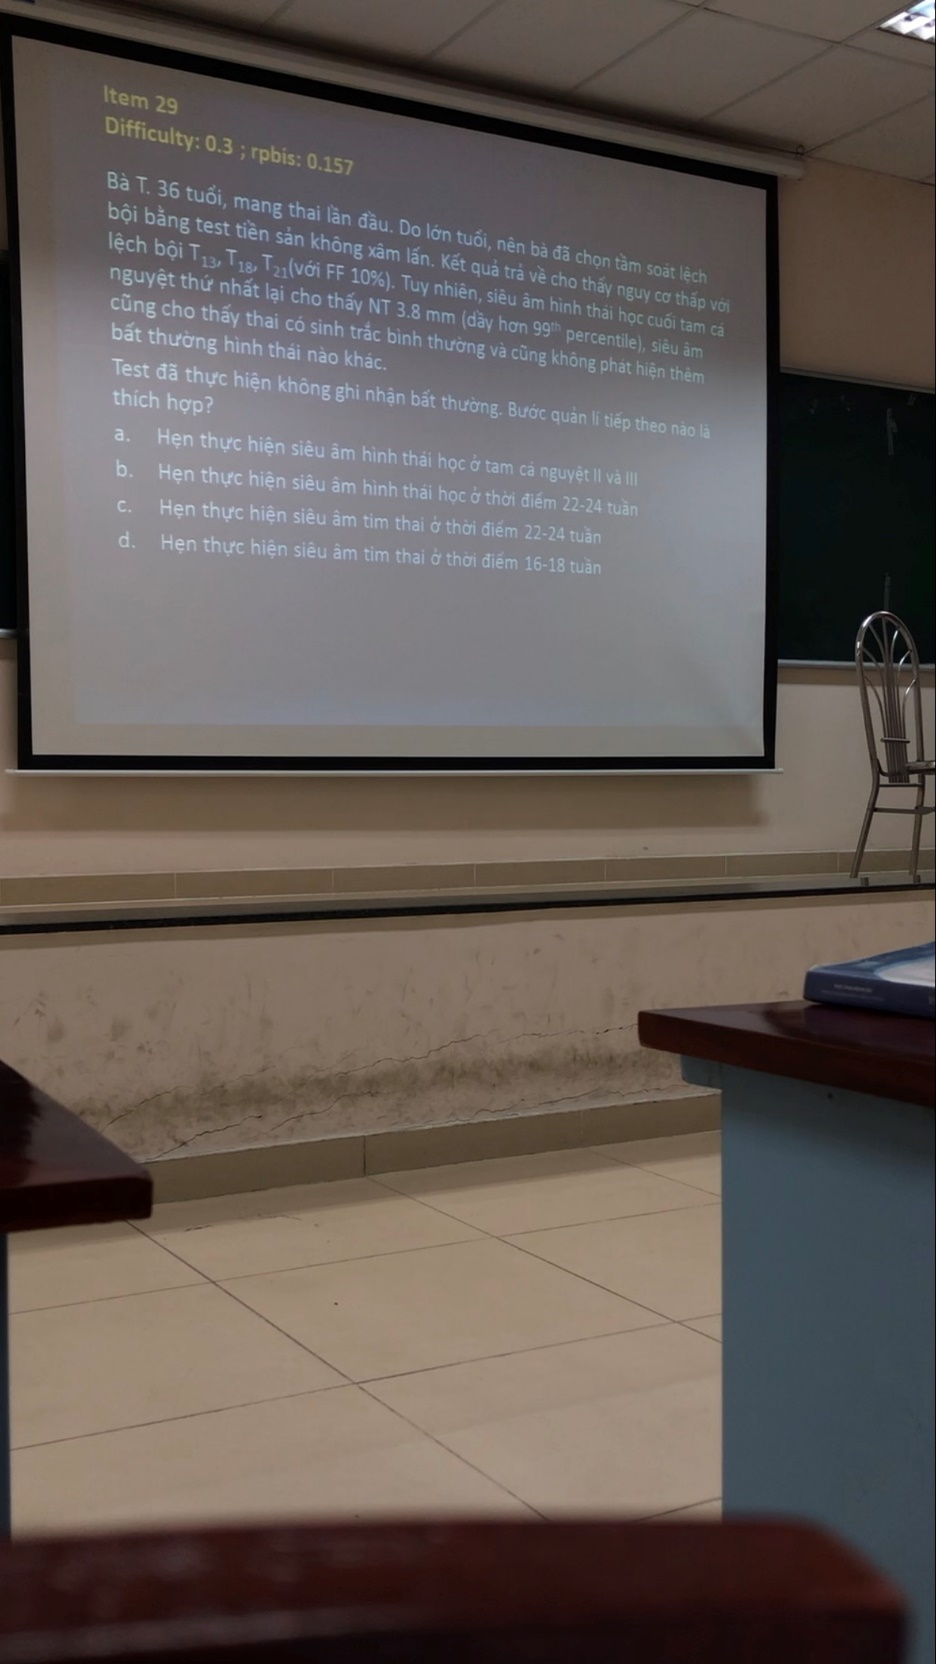 Item 29
Difficulty: 0.3 ; rpbis: 0.157
Bà T. 36 tuổi, mang thai lần đầu. Do lớn tuổi, nên bà đã chọn tầm soát lệch
bội bằng test tiền sản không xâm lấn. Kết quả trả về cho thấy nguy cơ thấp với
lệch bội T13, T18, T21(với FF 10%). Tuy nhiên, siêu âm hình thái học cuối tam cá
nguyệt thứ nhất lại cho thấy NT 3.8 mm (dầy hơn 99th percentile), siêu âm
cũng cho thấy thai có sinh trắc bình thường và cũng không phát hiện thêm
bất thường hình thái nào khác.
Test đã thực hiện không ghi nhận bất thường. Bước quản lí tiếp theo nào là
thích hợp?
a. Hẹn thực hiện siêu âm hình thái học ở tam cá nguyệt II và III
b. Hẹn thực hiện siêu âm hình thái học ở thời điểm 22-24 tuần
c. Hẹn thực hiện siêu âm tim thai ở thời điểm 22-24 tuần
d. Hẹn thực hiện siêu âm tim thai ở thời điểm 16-18 tuần